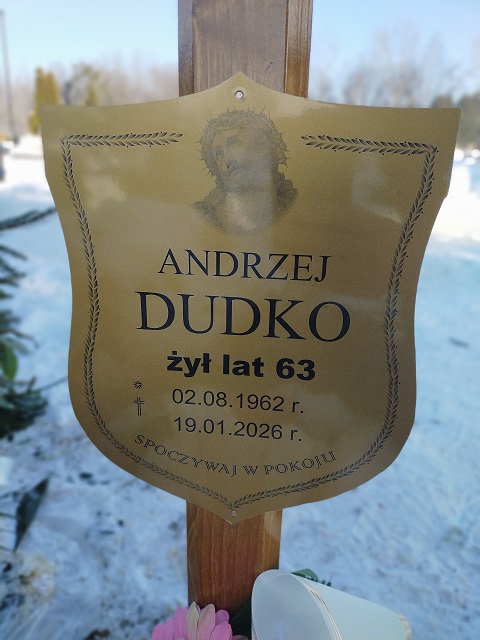 ANDRZEJ
DUDKO
żył lat 63
02.08.1962 r.
19.01.2026 r.
SPOCZYWAJ W POKOJU